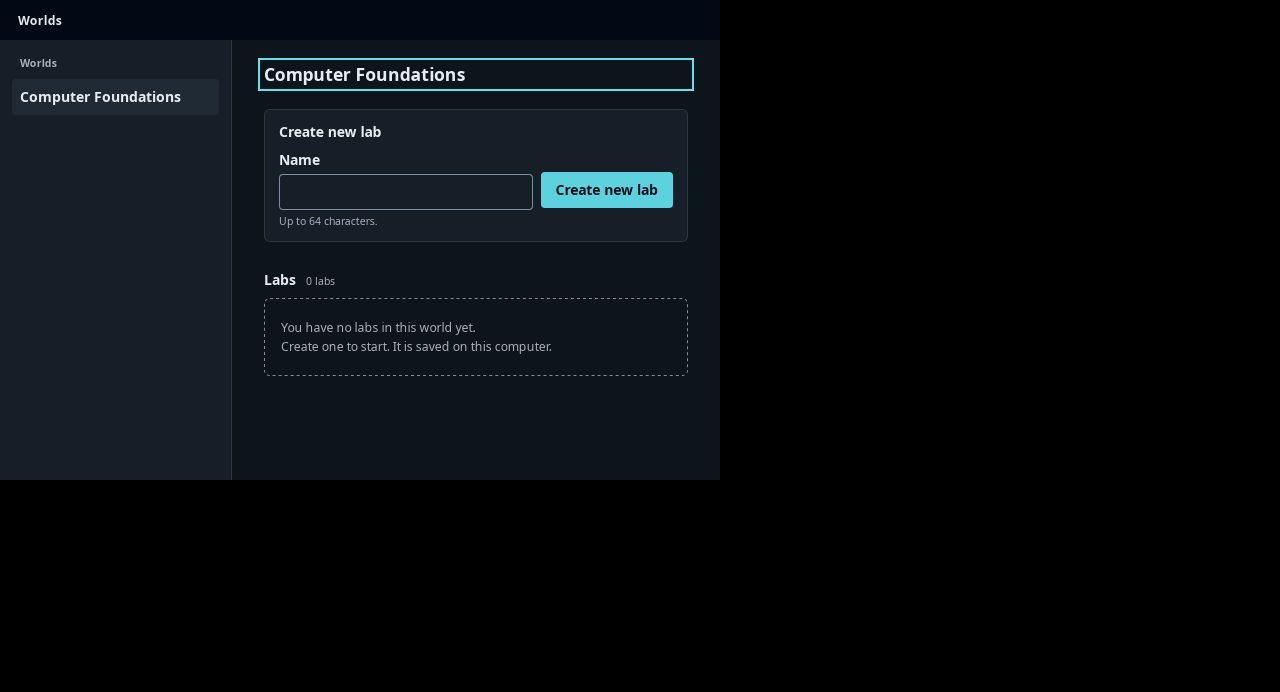 Worlds
Worlds
Computer Foundations
Computer Foundations
Create new lab
Name
Create new lab
Up to 64 characters.
Labs 0 labs
You have no labs in this world yet.
Create one to start. It is saved on this computer.